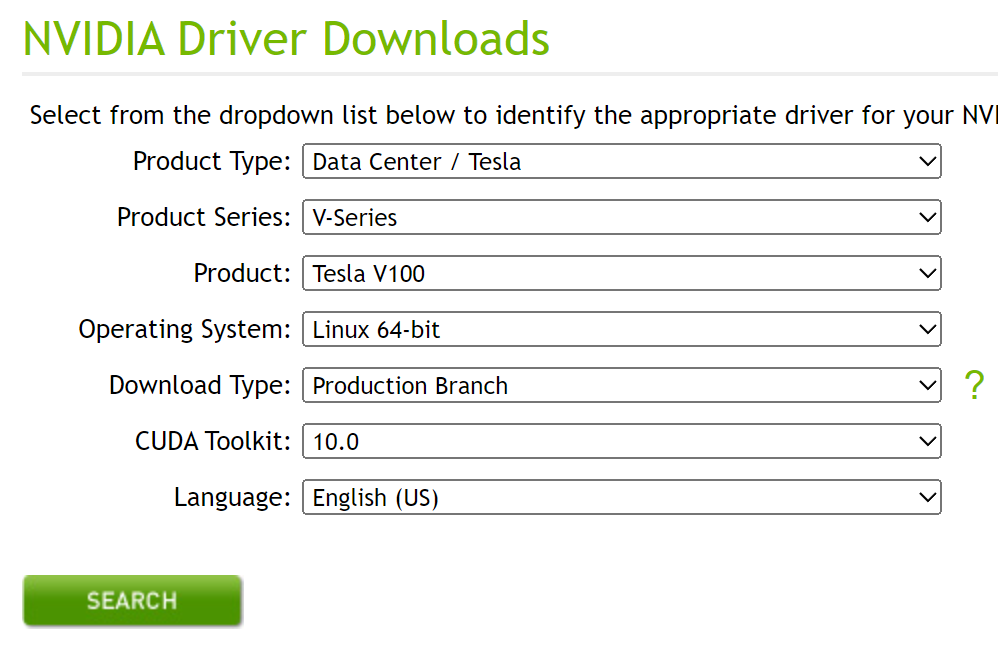 NVIDIA Driver Downloads
Select from the dropdown list below to identify the appropriate driver for your NVI
Product Type: Data Center / Tesla
Product Series: V-Series
Product: Tesla V100
Operating System: Linux 64-bit
Download Type: Production Branch ?
CUDA Toolkit: 10.0
Language: English (US)
SEARCH